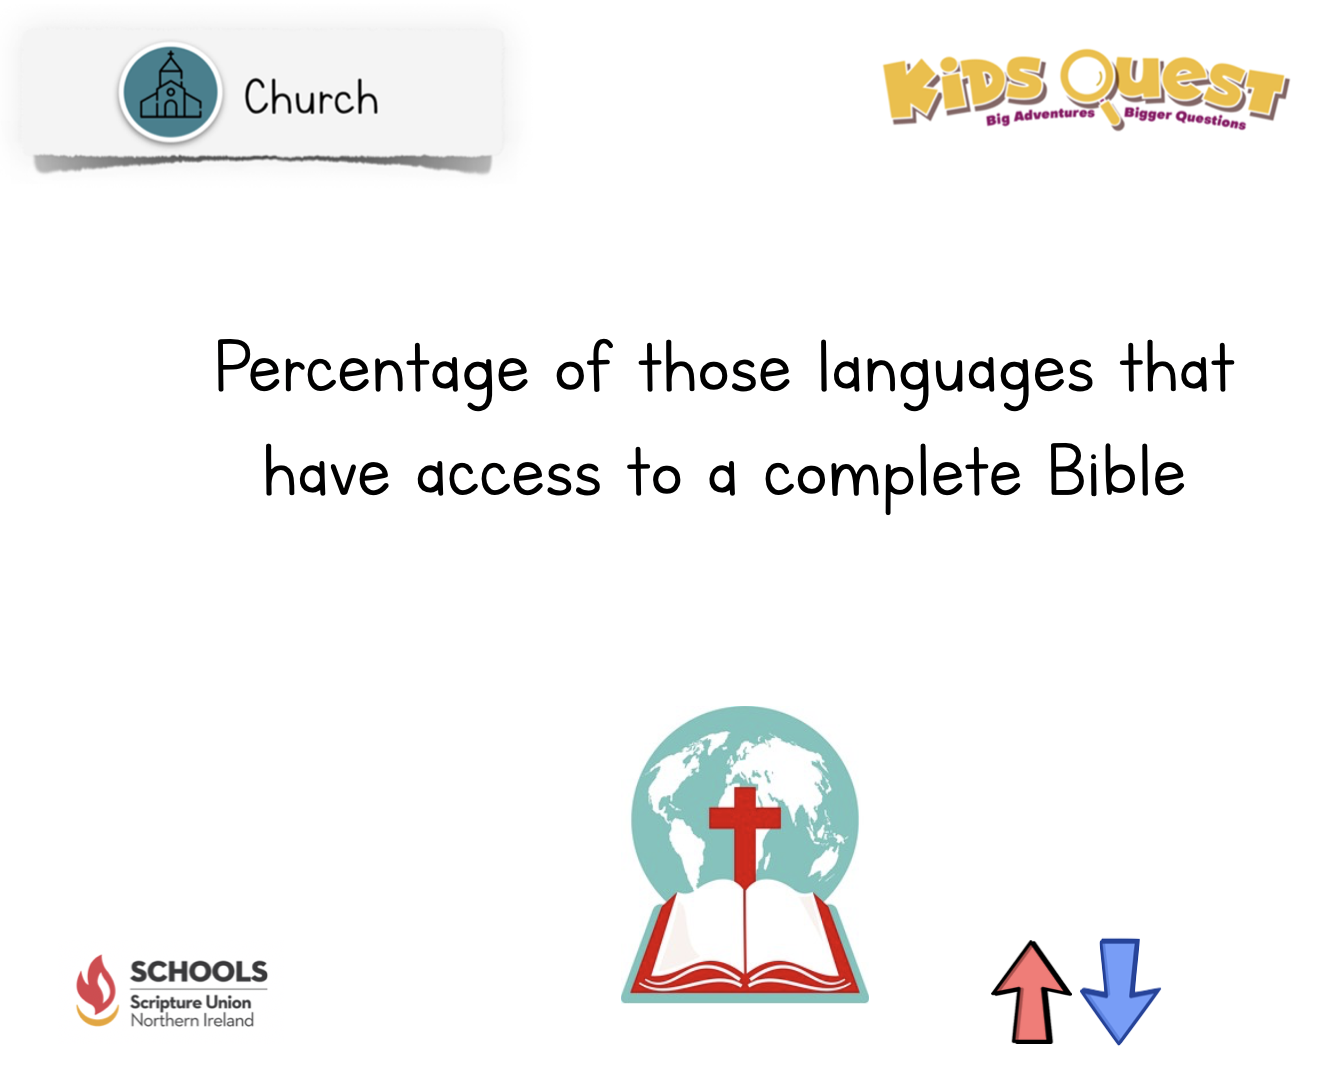 Church
KiDS QUeST
Big Adventures Bigger Questions
Percentage of those languages that
have access to a complete Bible
SCHOOLS
Scripture Union
Northern Ireland